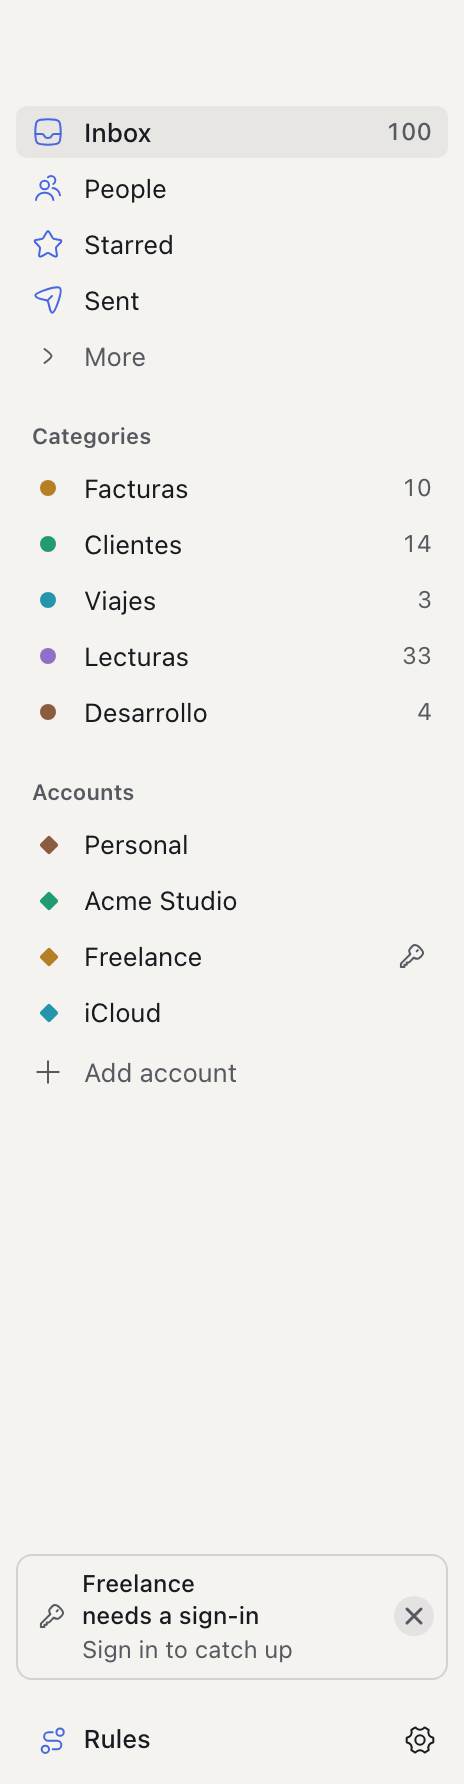 Inbox 100
People
Starred
Sent
More
Categories
Facturas 10
Clientes 14
Viajes 3
Lecturas 33
Desarrollo 4
Accounts
Personal
Acme Studio
Freelance
iCloud
Add account
Freelance
needs a sign-in
Sign in to catch up
Rules